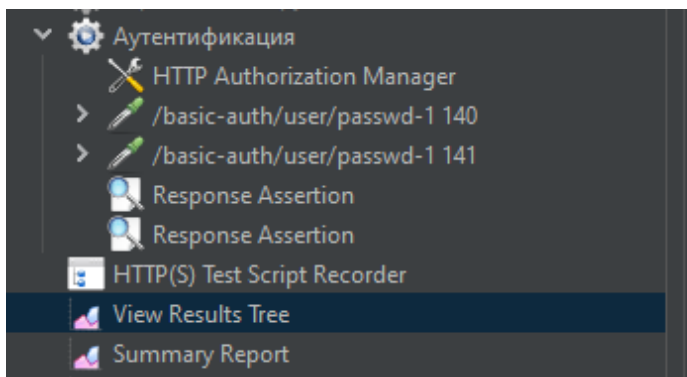 Аутентификация
HTTP Authorization Manager
/basic-auth/user/passwd-1 140
/basic-auth/user/passwd-1 141
Response Assertion
Response Assertion
HTTP(S) Test Script Recorder
View Results Tree
Summary Report